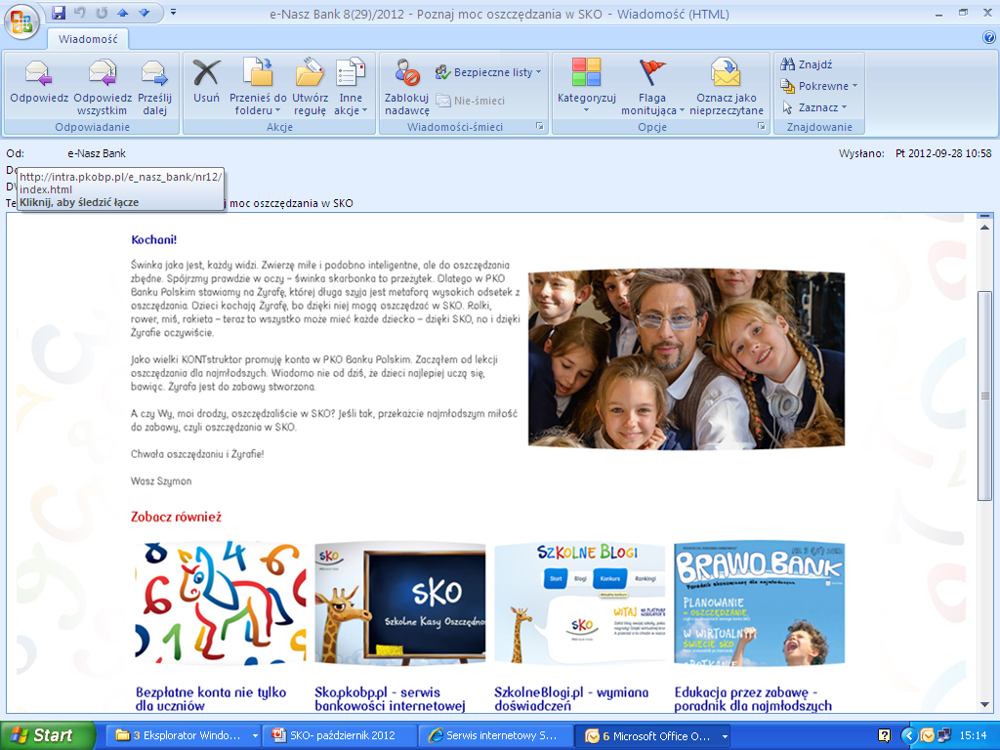 e-Nasz Bank 8(29)/2012 - Poznaj moc oszczędzania w SKO - Wiadomość (HTML)
Wiadomość
Odpowiedz
Odpowiedz wszystkim
Prześlij dalej
Odpowiadanie
Usuń
Przenieś do folderu
Utwórz regułę
Inne akcje
Akcje
Zablokuj nadawcę
Bezpieczne listy
Nie-śmieci
Wiadomości-śmieci
Kategoryzuj
Flaga monitująca
Oznacz jako nieprzeczytane
Opcje
Znajdź
Pokrewne
Zaznacz
Znajdowanie
Od: e-Nasz Bank
Wysłano: Pt 2012-09-28 10:58
http://intra.pkobp.pl/e_nasz_bank/nr12/
index.html
Kliknij, aby śledzić łącze
j moc oszczędzania w SKO
Kochani!
Świnka jaka jest, każdy widzi. Zwierzę miłe i podobno inteligentne, ale do oszczędzania
zbędne. Spójrzmy prawdzie w oczy – świnka skarbonka to przeżytek. Dlatego w PKO
Banku Polskim stawiamy na Żyrafę, której długa szyja jest metaforą wysokich odsetek z
oszczędzania. Dzieci kochają Żyrafę, bo dzięki niej mogą oszczędzać w SKO. Rolki,
rower, miś, rakieta – teraz to wszystko może mieć każde dziecko – dzięki SKO, no i dzięki
Żyrafie oczywiście.
Jako wielki KONTstruktor promuję konta w PKO Banku Polskim. Zacząłem od lekcji
oszczędzania dla najmłodszych. Wiadomo nie od dziś, że dzieci najlepiej uczą się,
bawiąc. Żyrafa jest do zabawy stworzona.
A czy Wy, moi drodzy, oszczędzaliście w SKO? Jeśli tak, przekażcie najmłodszym miłość
do zabawy, czyli oszczędzania w SKO.
Chwała oszczędzaniu i Żyrafie!
Wasz Szymon
Zobacz również
8
4
6
6
9
1
2
SKO
SKO
Szkolne Kasy Oszczędno
SZKOLNE BLOGI
Start
Blogi
Konkurs
Rankingi
WITAJ
SKO
BRAWO BANK
PLANOWANIE
W WIRTUALNYM
ŚWIECIE SKO
Bezpłatne konta nie tylko
dla uczniów
Sko.pkobp.pl - serwis
bankowości internetowej
SzkolneBlogi.pl - wymiana
doświadczeń
Edukacja przez zabawę -
poradnik dla najmłodszych
Start
3 Eksplorator Windo...
SKO- październik 2012
Serwis internetowy S...
6 Microsoft Office O...
15:14